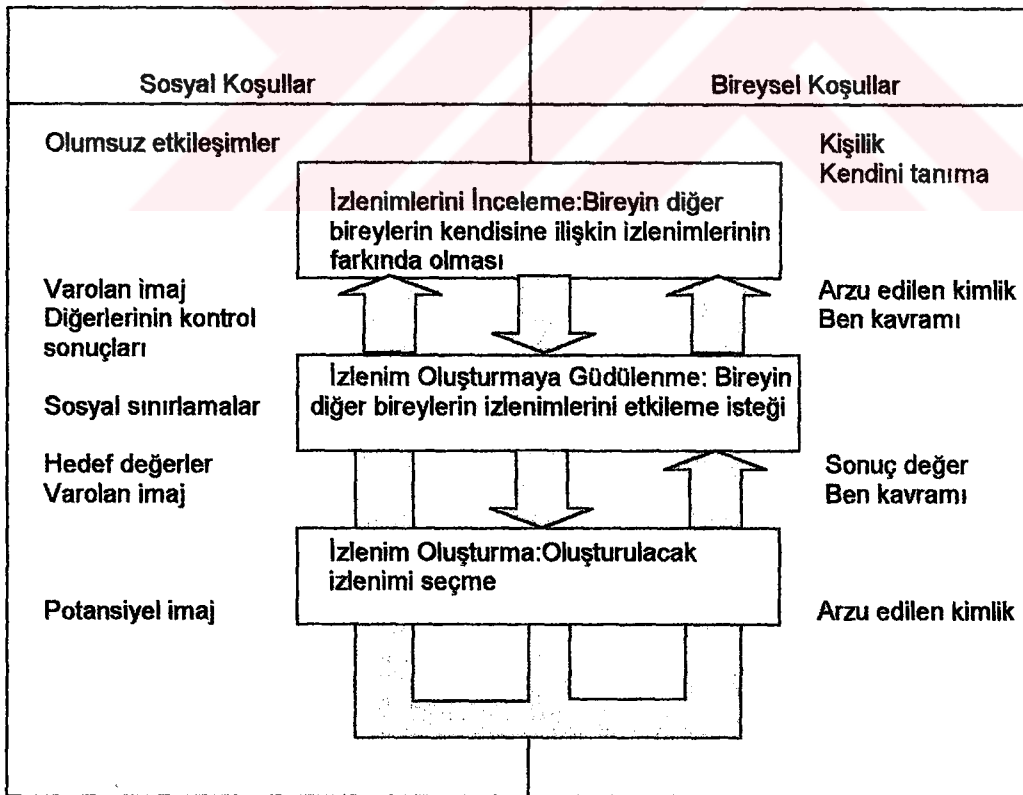 Sosyal Koşullar
Bireysel Koşullar
Olumsuz etkileşimler
Kişilik
Kendini tanıma
İzlenimlerini İnceleme:Bireyin diğer
bireylerin kendisine ilişkin izlenimlerinin
farkında olması
Varolan imaj
Diğerlerinin kontrol
sonuçları
Arzu edilen kimlik
Ben kavramı
İzlenim Oluşturmaya Güdülenme: Bireyin
diğer bireylerin izlenimlerini etkileme isteği
Sosyal sınırlamalar
Hedef değerler
Varolan imaj
Sonuç değer
Ben kavramı
İzlenim Oluşturma:Oluşturulacak
izlenimi seçme
Potansiyel imaj
Arzu edilen kimlik